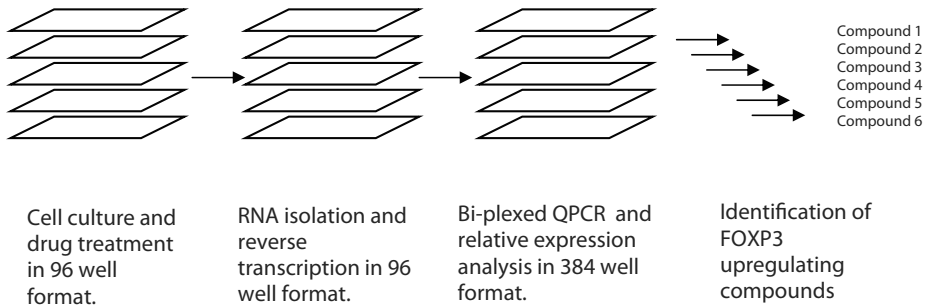 Compound 1
Compound 2
Compound 3
Compound 4
Compound 5
Compound 6
Cell culture and
drug treatment
in 96 well
format.
RNA isolation and
reverse
transcription in 96
well format.
Bi-plexed QPCR and
relative expression
analysis in 384 well
format.
Identification of
FOXP3
upregulating
compounds